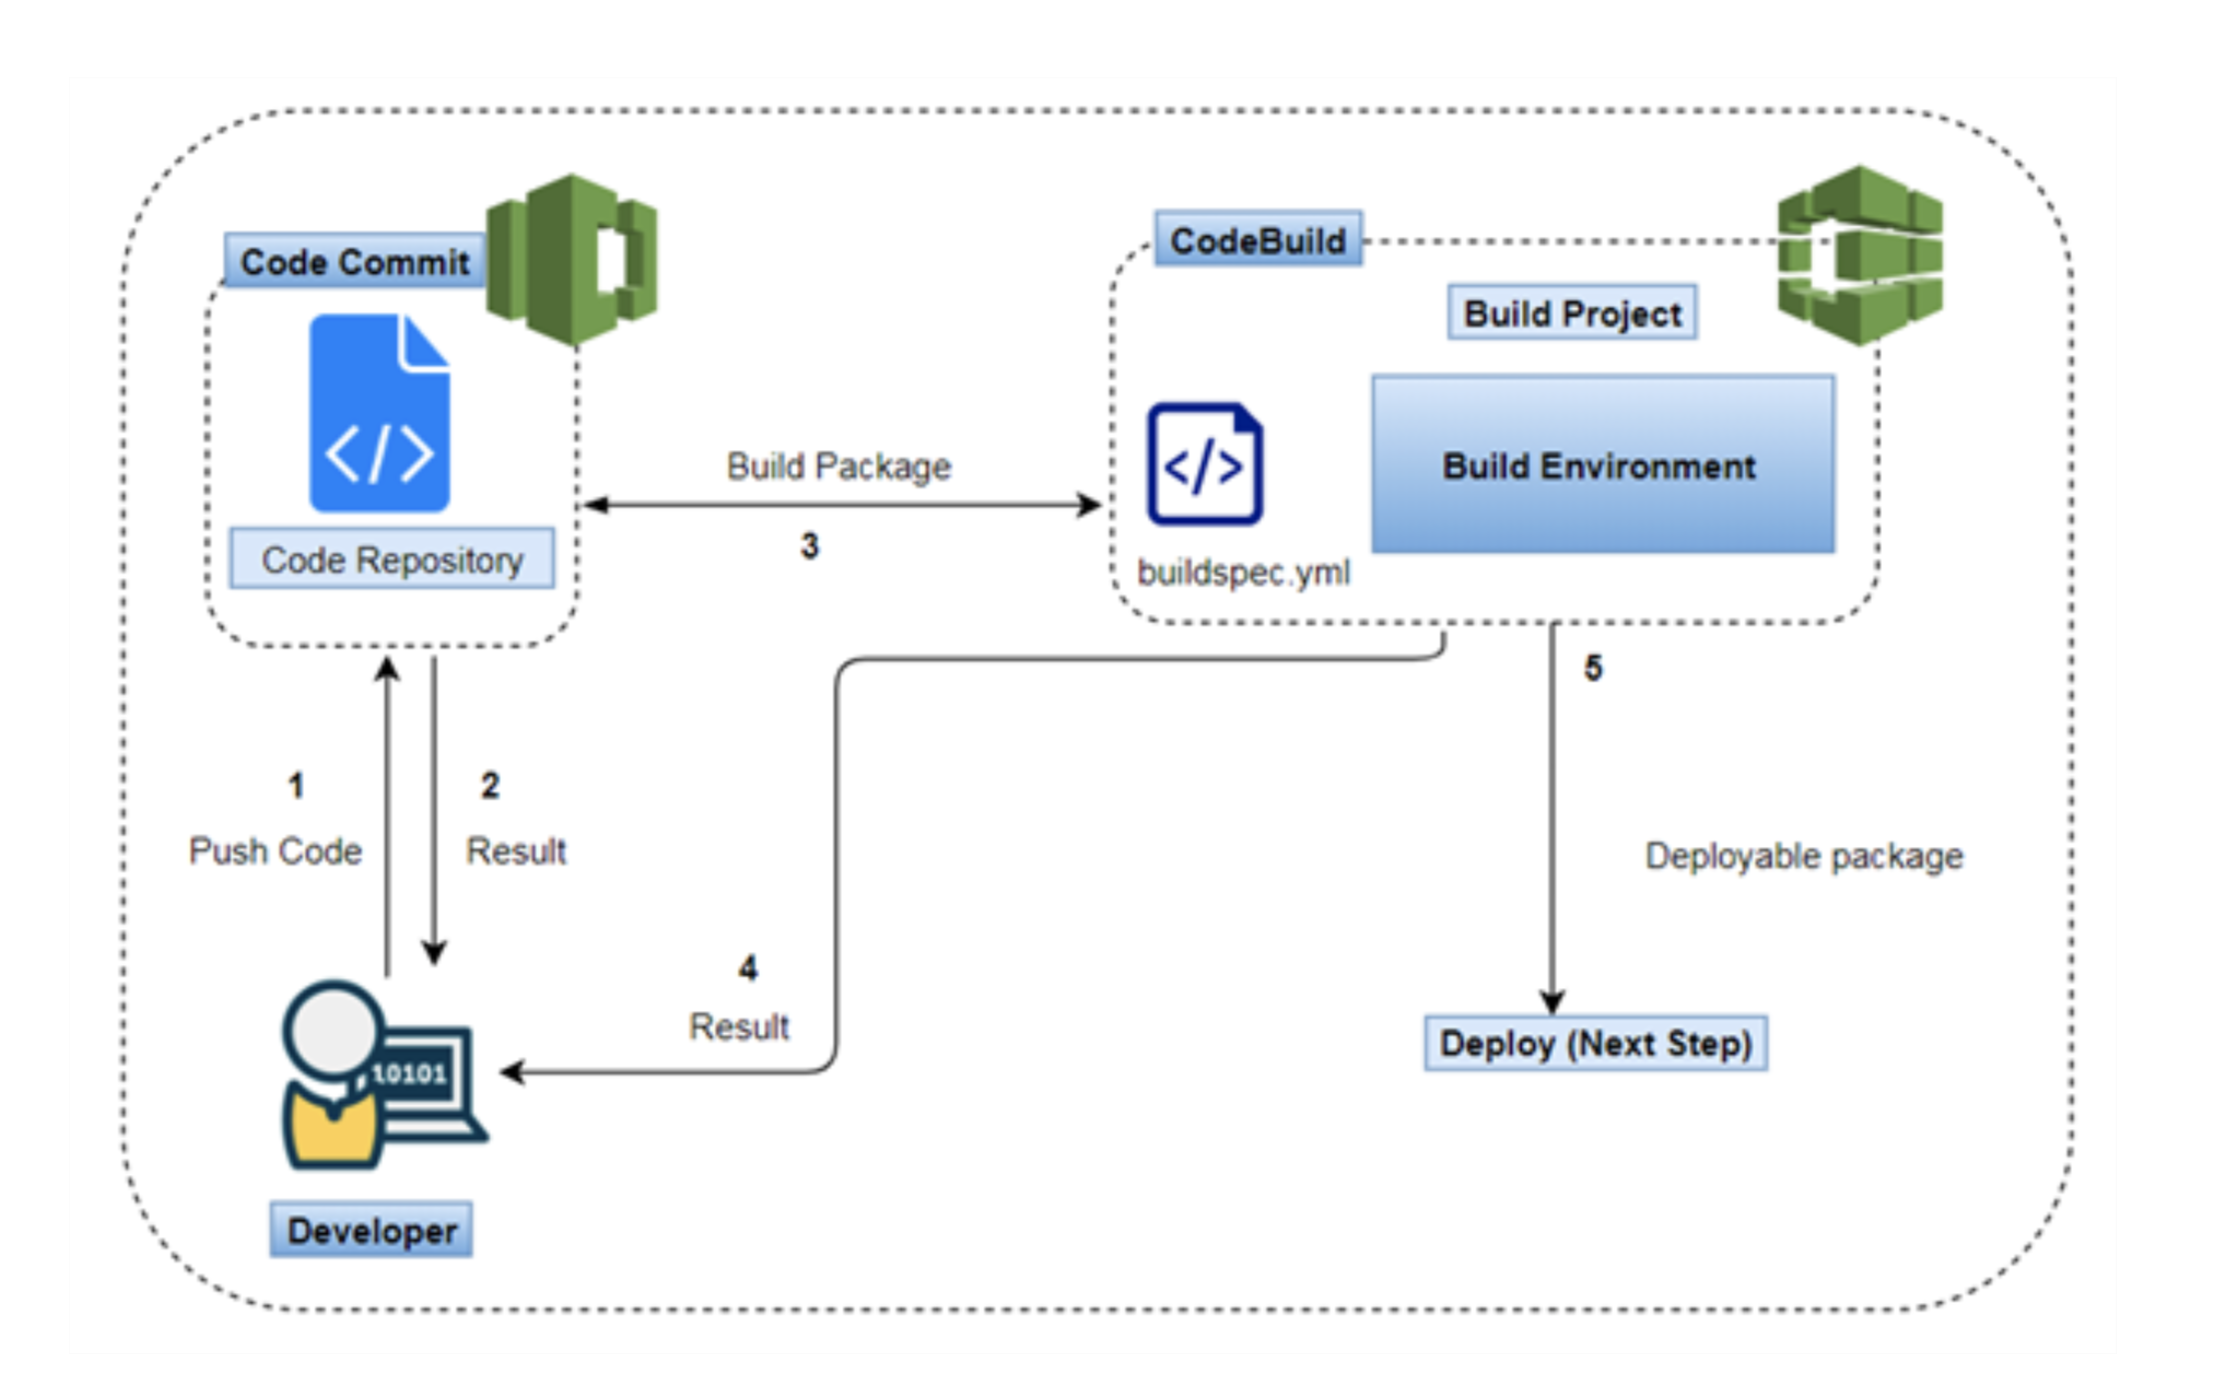 Code Commit
CodeBuild
Build Project
Build Package
Build Environment
3
Code Repository
buildspec.yml
5
1
2
Push Code
Result
Deployable package
4
Result
Deploy (Next Step)
10101
Developer